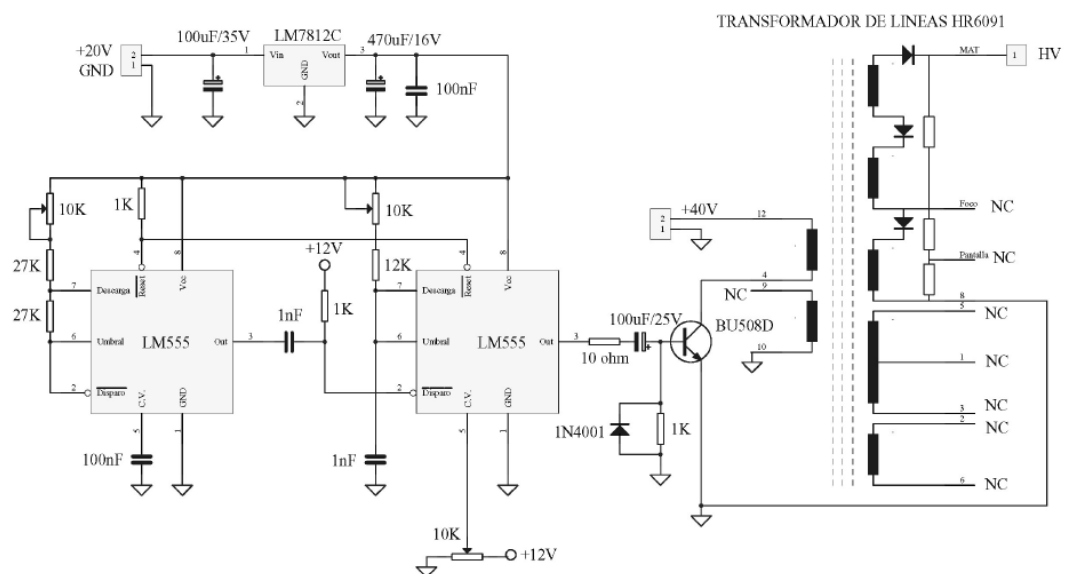 TRANSFORMADOR DE LINEAS HR6091
+20V
GND
2
1
100uF/35V
LM7812C
1
Vin
Vout
3
GND
2
470uF/16V
100nF
MAT
1
HV
10K
1K
10K
+40V
2
1
12
Foco
NC
27K
4
8
+12V
12K
4
8
Pantalla
NC
7
Descarga
Reset
Vcc
7
Descarga
Reset
Vcc
4
9
NC
8
5
NC
27K
1nF
1K
100uF/25V
BU508D
6
Umbral
LM555
Out
3
6
Umbral
LM555
Out
3
10 ohm
10
1
NC
2
Disparo
C.V.
GND
2
Disparo
C.V.
GND
3
NC
2
NC
5
1
5
1
1N4001
1K
100nF
1nF
6
NC
10K
+12V